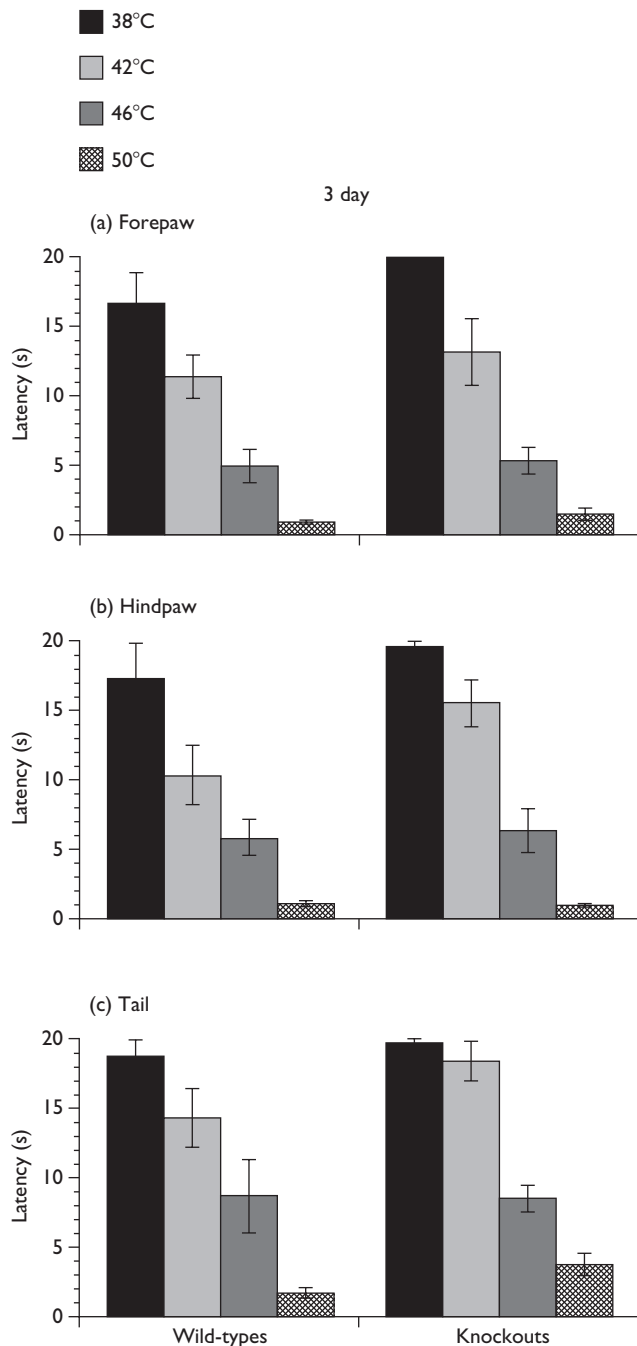 38°C
42°C
46°C
50°C
3 day
(a) Forepaw
20
15
10
5
0
Latency (s)
(b) Hindpaw
20
15
10
5
0
Latency (s)
(c) Tail
20
15
10
5
0
Latency (s)
Wild-types Knockouts